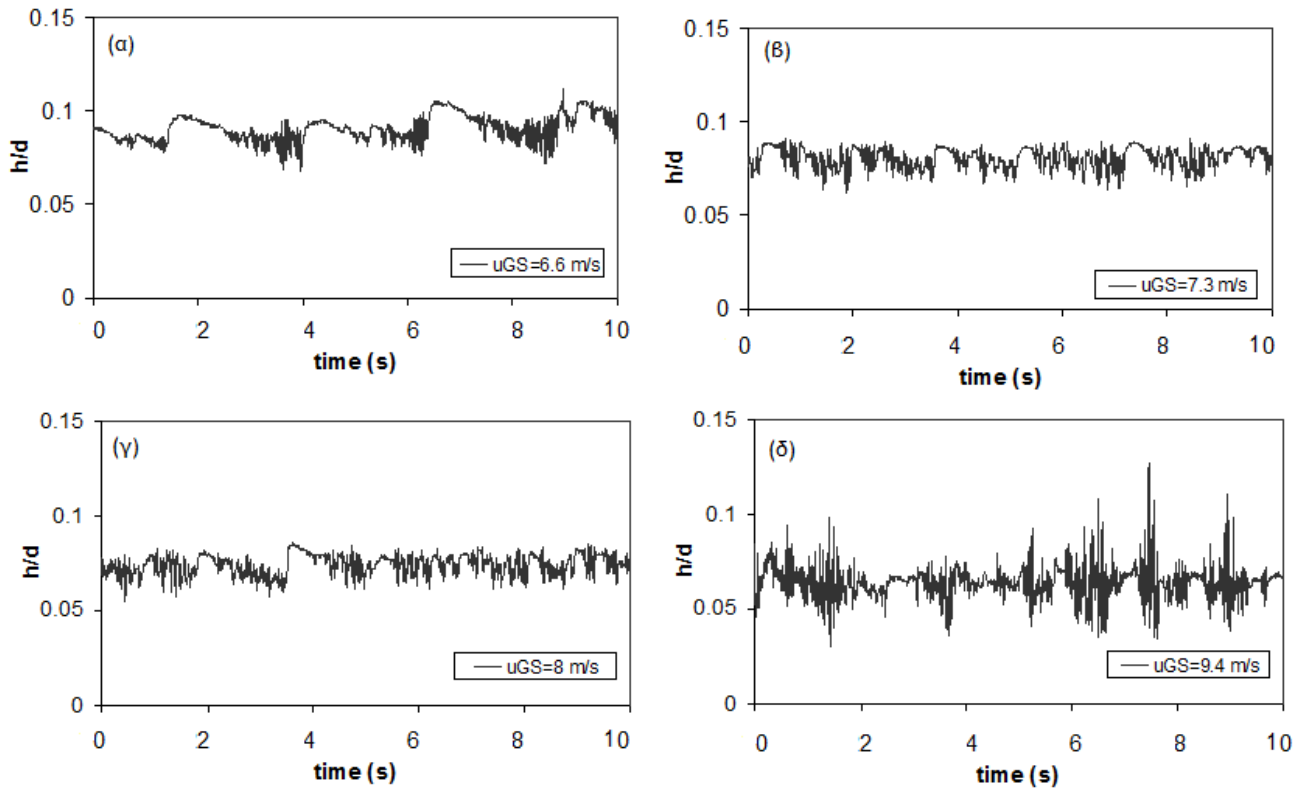 (α)
0.15
0.1
0.05
0
h/d
uGS=6.6 m/s
0 2 4 6 8 10
time (s)
(β)
0.15
0.1
0.05
0
h/d
uGS=7.3 m/s
0 2 4 6 8 10
time (s)
(γ)
0.15
0.1
0.05
0
h/d
uGS=8 m/s
0 2 4 6 8 10
time (s)
(δ)
0.15
0.1
0.05
0
h/d
uGS=9.4 m/s
0 2 4 6 8 10
time (s)